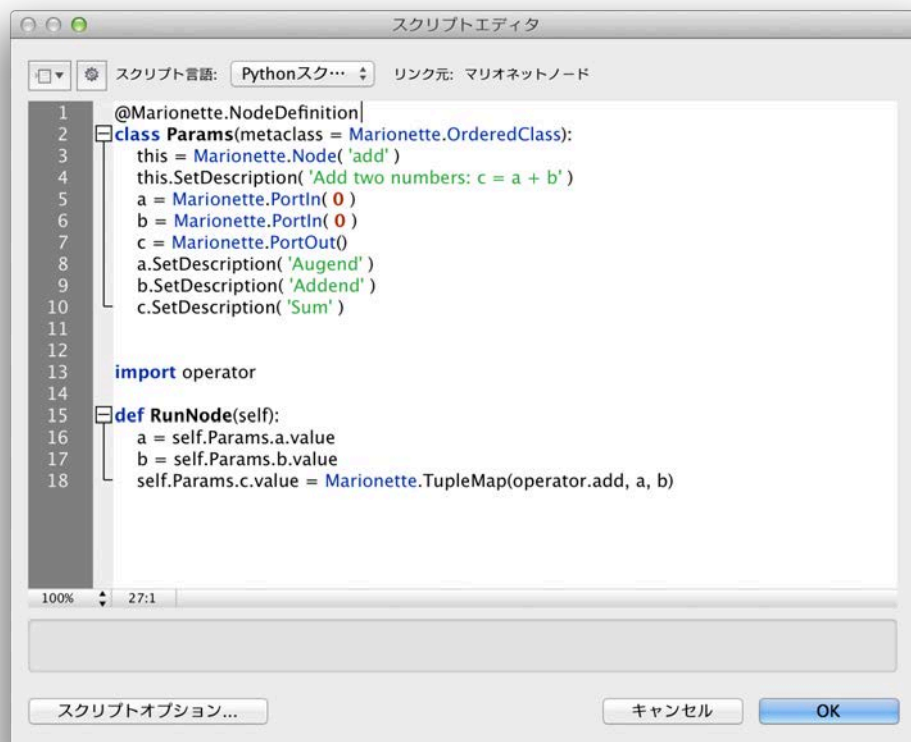 スクリプトエディタ
スクリプト言語: Pythonスク… リンク元: マリオネットノード
1 @Marionette.NodeDefinition
2 class Params(metaclass = Marionette.OrderedClass):
3 this = Marionette.Node( 'add' )
4 this.SetDescription( 'Add two numbers: c = a + b' )
5 a = Marionette.PortIn( 0 )
6 b = Marionette.PortIn( 0 )
7 c = Marionette.PortOut()
8 a.SetDescription( 'Augend' )
9 b.SetDescription( 'Addend' )
10 c.SetDescription( 'Sum' )
11
12
13 import operator
14
15 def RunNode(self):
16 a = self.Params.a.value
17 b = self.Params.b.value
18 self.Params.c.value = Marionette.TupleMap(operator.add, a, b)
100% 27:1
スクリプトオプション... キャンセル OK